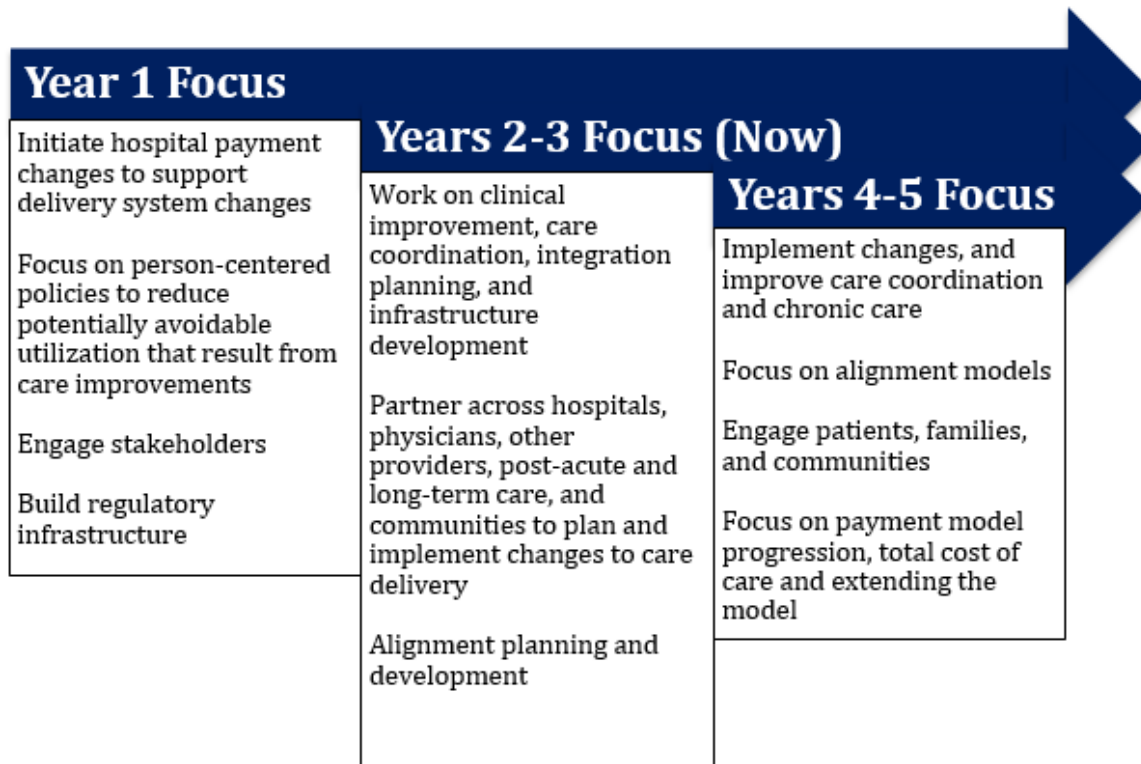 Year 1 Focus
Initiate hospital payment
changes to support
delivery system changes
Focus on person-centered
policies to reduce
potentially avoidable
utilization that result from
care improvements
Engage stakeholders
Build regulatory
infrastructure
Years 2-3 Focus (Now)
Work on clinical
improvement, care
coordination, integration
planning, and
infrastructure
development
Partner across hospitals,
physicians, other
providers, post-acute and
long-term care, and
communities to plan and
implement changes to care
delivery
Alignment planning and
development
Years 4-5 Focus
Implement changes, and
improve care coordination
and chronic care
Focus on alignment models
Engage patients, families,
and communities
Focus on payment model
progression, total cost of
care and extending the
model